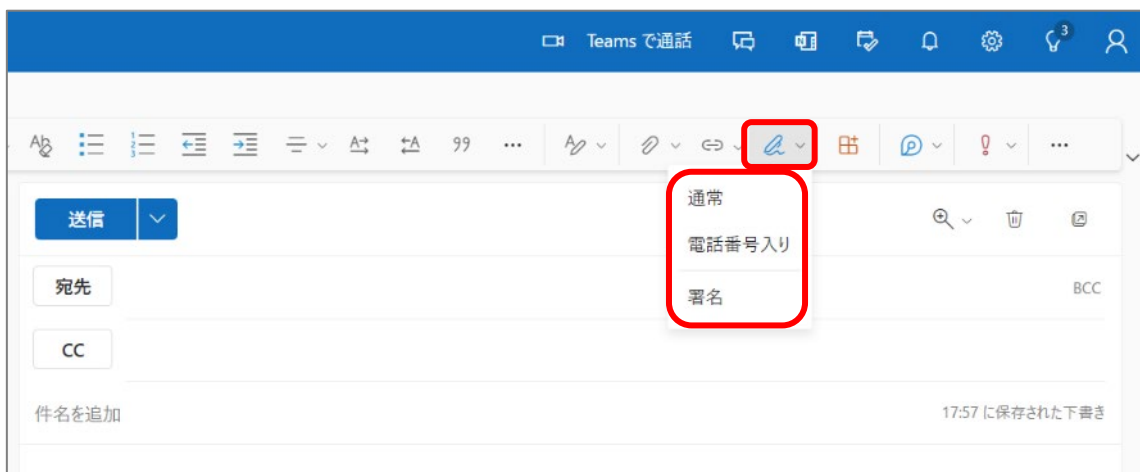 Teams で通話
3
通常
電話番号入り
署名
送信
宛先
BCC
CC
件名を追加
17:57 に保存された下書き